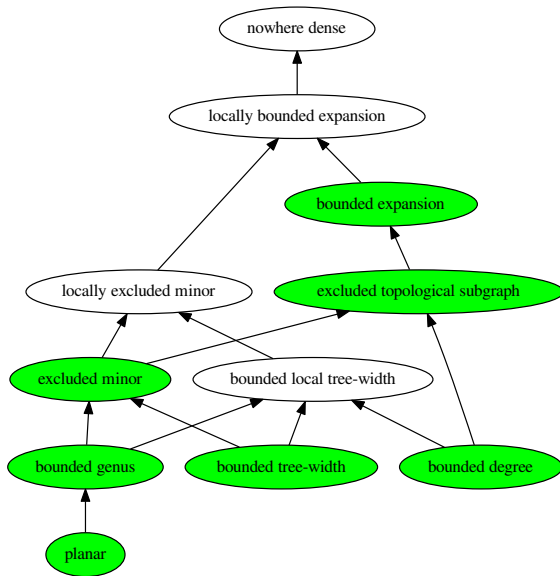 nowhere dense
locally bounded expansion
bounded expansion
locally excluded minor
excluded topological subgraph
excluded minor
bounded local tree-width
bounded genus
bounded tree-width
bounded degree
planar